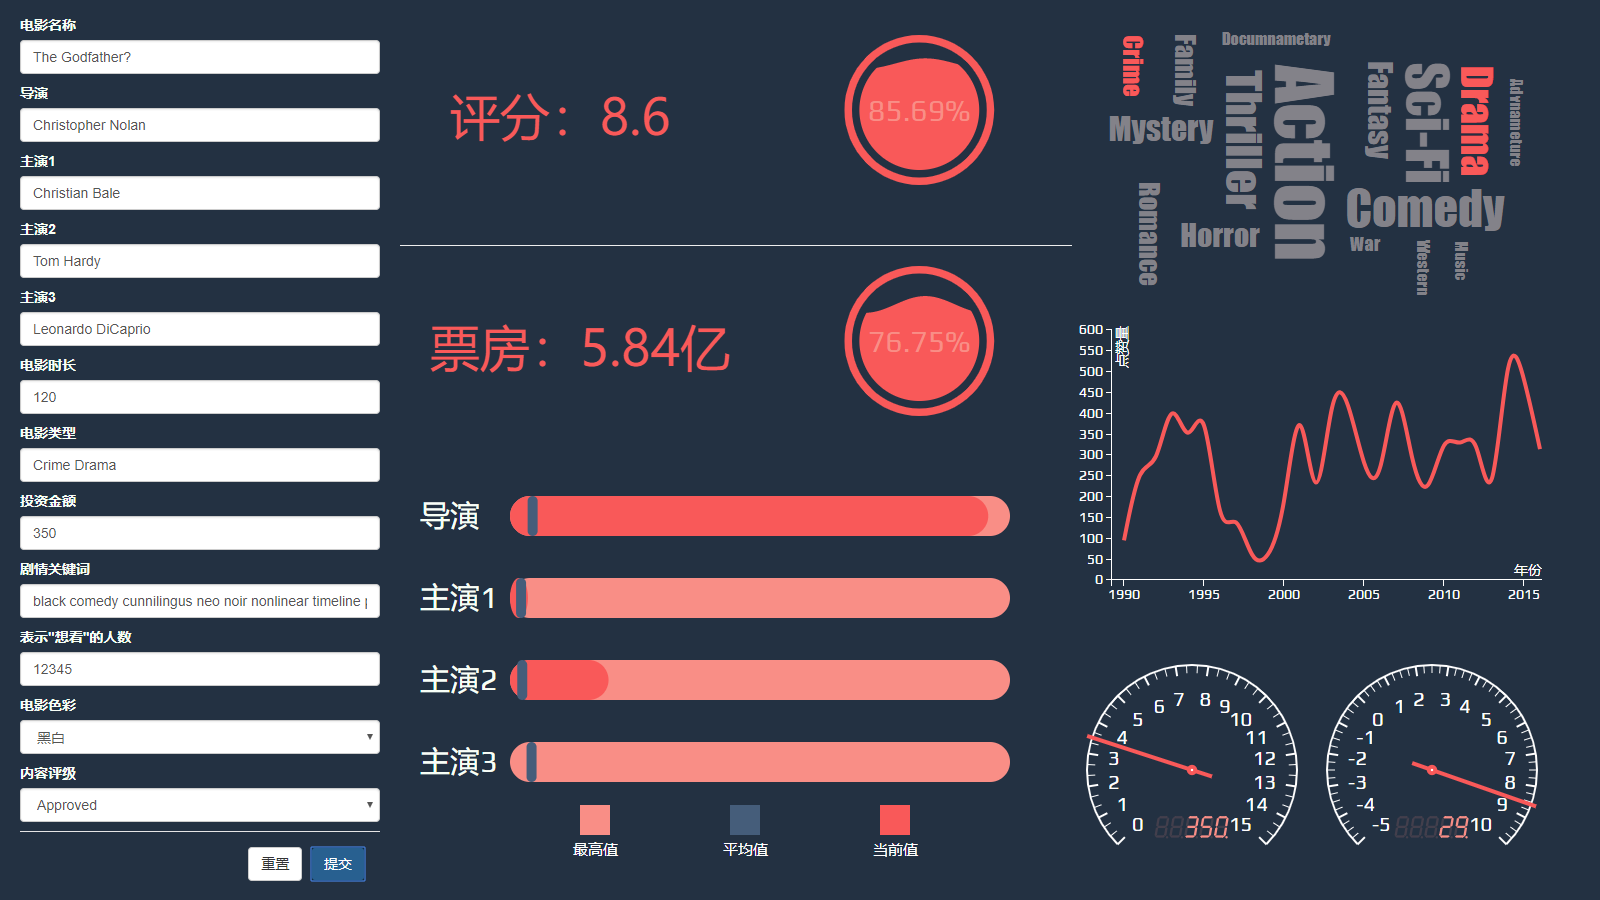 电影名称
The Godfather?
导演
Christopher Nolan
主演1
Christian Bale
主演2
Tom Hardy
主演3
Leonardo DiCaprio
电影时长
120
电影类型
Crime Drama
投资金额
350
剧情关键词
black comedy cunnilingus neo noir nonlinear timeline
表示"想看"的人数
12345
电影色彩
黑白
内容评级
Approved
重置
提交
评分：8.6
85.69%
票房：5.84亿
76.75%
导演
主演1
主演2
主演3
最高值
平均值
当前值
Crime
Family
Documnametary
Mystery
Thriller
Action
Fantasy
Sci-Fi
Drama
Romance
Horror
Comedy
War
Western
Music
600
550
500
450
400
350
300
250
200
150
100
50
0
年份
1990
1995
2000
2005
2010
2015
0
1
2
3
4
5
6
7
8
9
10
11
12
13
14
15
350
-5
-4
-3
-2
-1
0
1
2
3
4
5
6
7
8
9
10
29